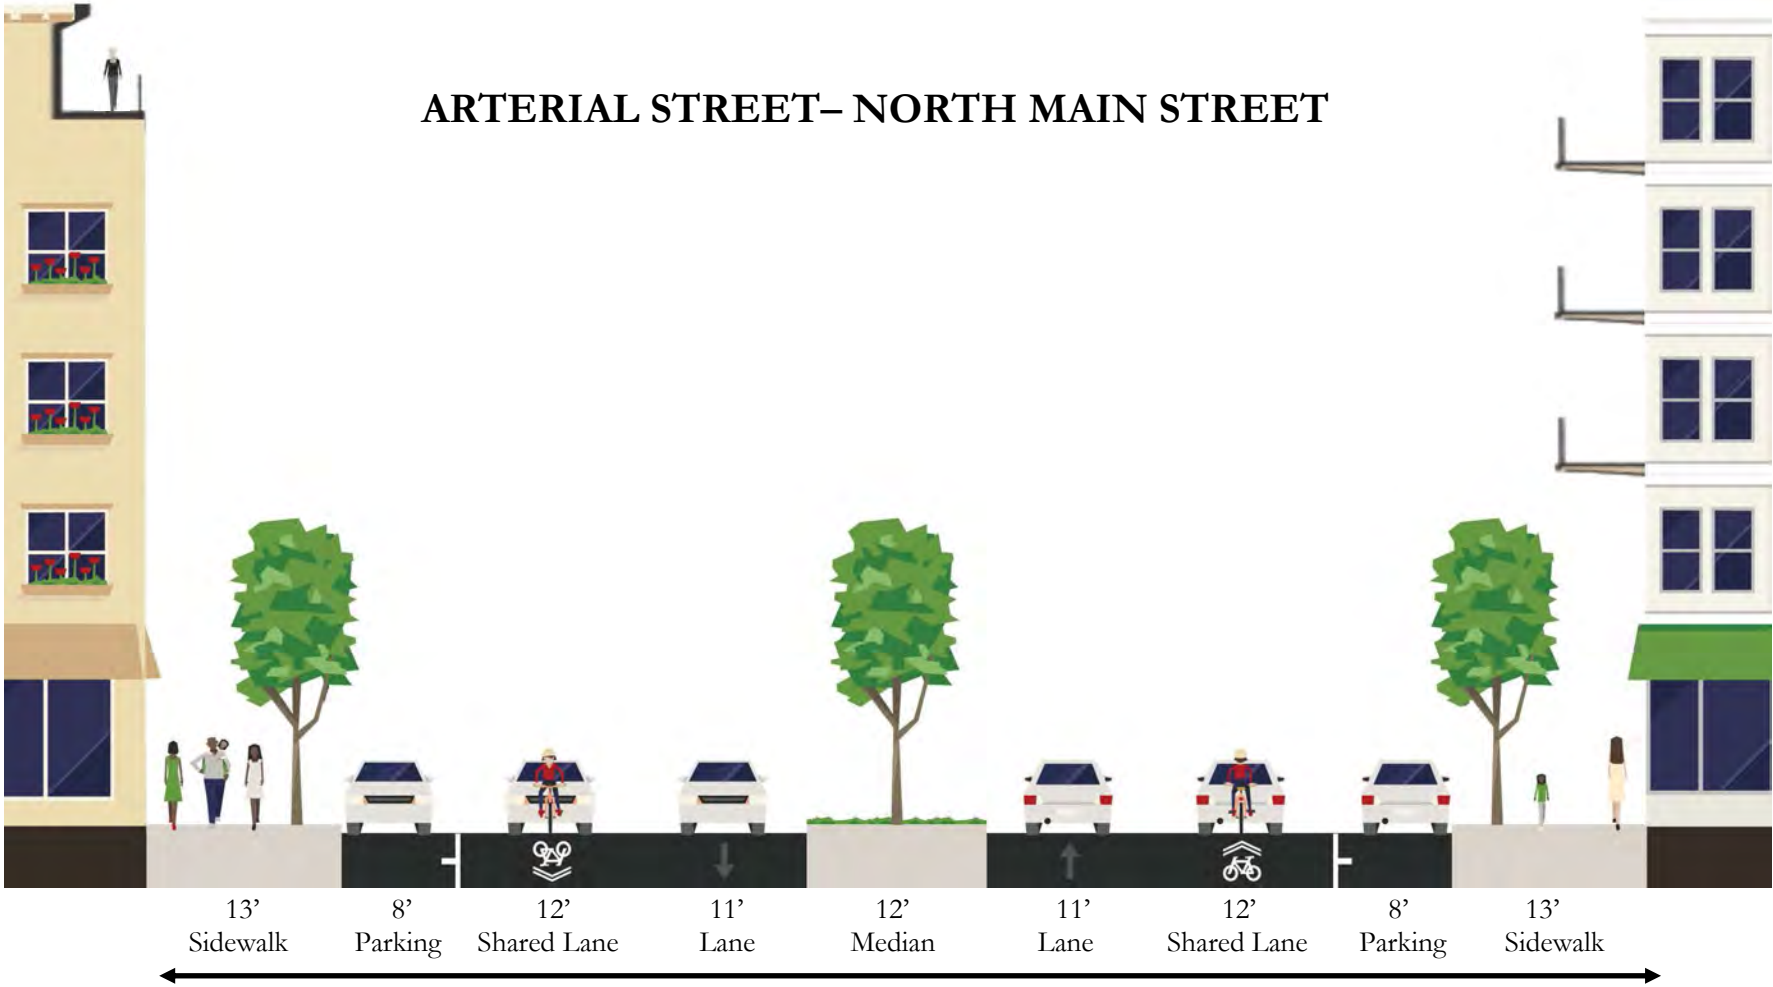 ARTERIAL STREET– NORTH MAIN STREET
13’ 8’ 12’ 11’ 12’ 11’ 12’ 8’ 13’
Sidewalk Parking Shared Lane Lane Median Lane Shared Lane Parking Sidewalk